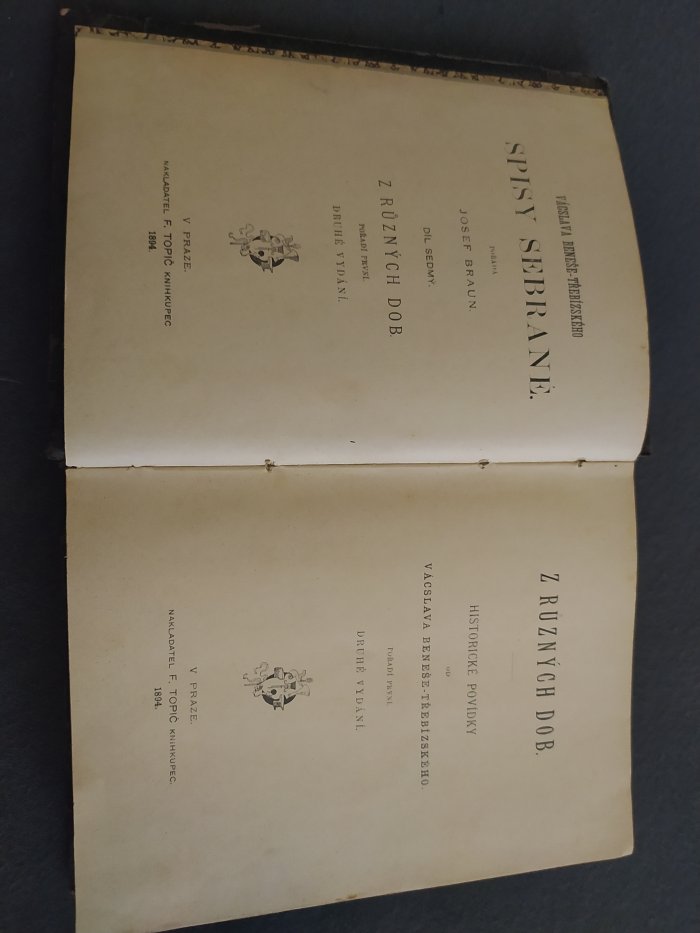 VÁCSLAVA BENEŠE-TŘEBÍZSKÉHO
SPISY SEBRANÉ.
POŘÁDÁ
JOSEF BRAUN.
DÍL SEDMÝ.
Z RŮZNÝCH DOB.
POŘADÍ PRVNÍ.
DRUHÉ VYDÁNÍ.
V PRAZE.
NAKLADATEL F. TOPIČ KNIHKUPEC
1894.
Z RŮZNÝCH DOB.
HISTORICKÉ POVÍDKY
OD
VÁCSLAVA BENEŠE-TŘEBÍZSKÉHO.
POŘADÍ PRVNÍ.
DRUHÉ VYDÁNÍ.
V PRAZE.
NAKLADATEL F. TOPIČ KNIHKUPEC.
1894.